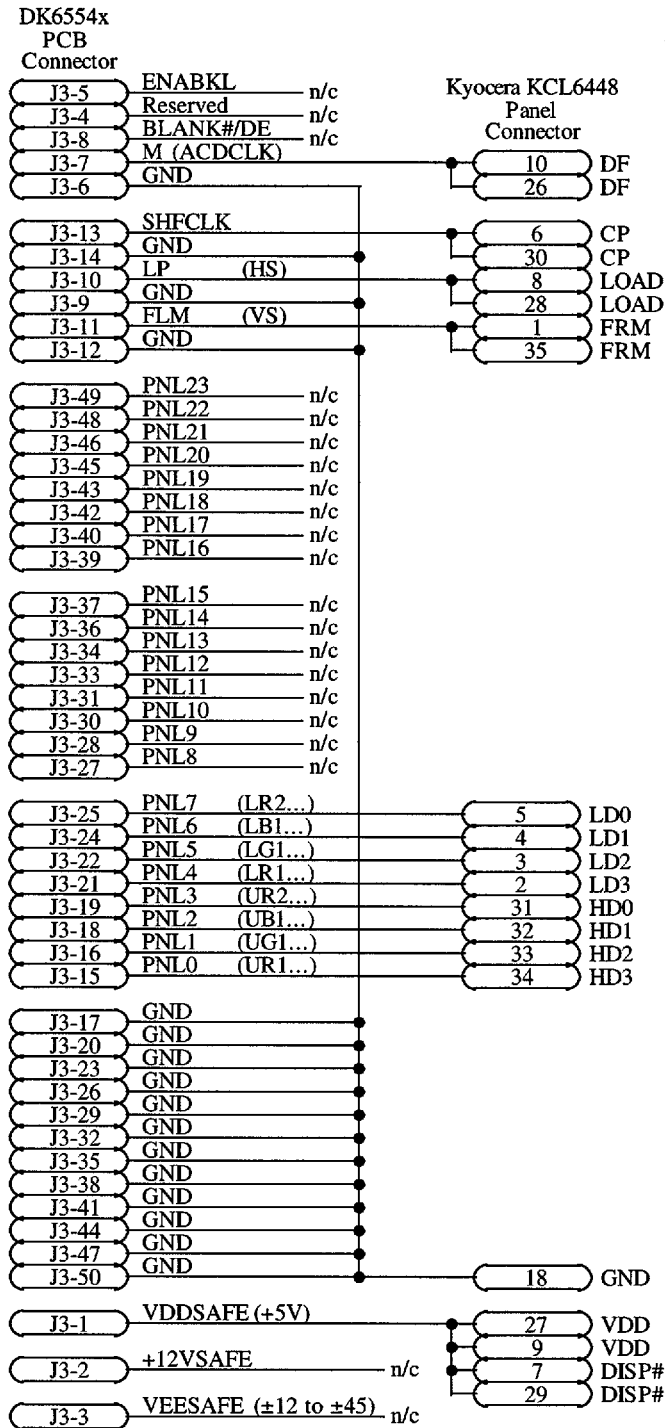 DK6554x
PCB
Connector
Kyocera KCL6448
Panel
Connector
J3-5 ENABKL n/c
J3-4 Reserved n/c
J3-8 BLANK#/DE n/c
J3-7 M (ACDCLK) 10 DF
J3-6 GND 26 DF
J3-13 SHFCLK 6 CP
J3-14 GND 30 CP
J3-10 LP (HS) 8 LOAD
J3-9 GND 28 LOAD
J3-11 FLM (VS) 1 FRM
J3-12 GND 35 FRM
J3-49 PNL23 n/c
J3-48 PNL22 n/c
J3-46 PNL21 n/c
J3-45 PNL20 n/c
J3-43 PNL19 n/c
J3-42 PNL18 n/c
J3-40 PNL17 n/c
J3-39 PNL16 n/c
J3-37 PNL15 n/c
J3-36 PNL14 n/c
J3-34 PNL13 n/c
J3-33 PNL12 n/c
J3-31 PNL11 n/c
J3-30 PNL10 n/c
J3-28 PNL9 n/c
J3-27 PNL8 n/c
J3-25 PNL7 (LR2...) 5 LD0
J3-24 PNL6 (LB1...) 4 LD1
J3-22 PNL5 (LG1...) 3 LD2
J3-21 PNL4 (LR1...) 2 LD3
J3-19 PNL3 (UR2...) 31 HD0
J3-18 PNL2 (UB1...) 32 HD1
J3-16 PNL1 (UG1...) 33 HD2
J3-15 PNL0 (UR1...) 34 HD3
J3-17 GND
J3-20 GND
J3-23 GND
J3-26 GND
J3-29 GND
J3-32 GND
J3-35 GND
J3-38 GND
J3-41 GND
J3-44 GND
J3-47 GND
J3-50 GND 18 GND
J3-1 VDDSAFE (+5V) 27 VDD
9 VDD
J3-2 +12VSAFE n/c 7 DISP#
29 DISP#
J3-3 VEESAFE (±12 to ±45) n/c